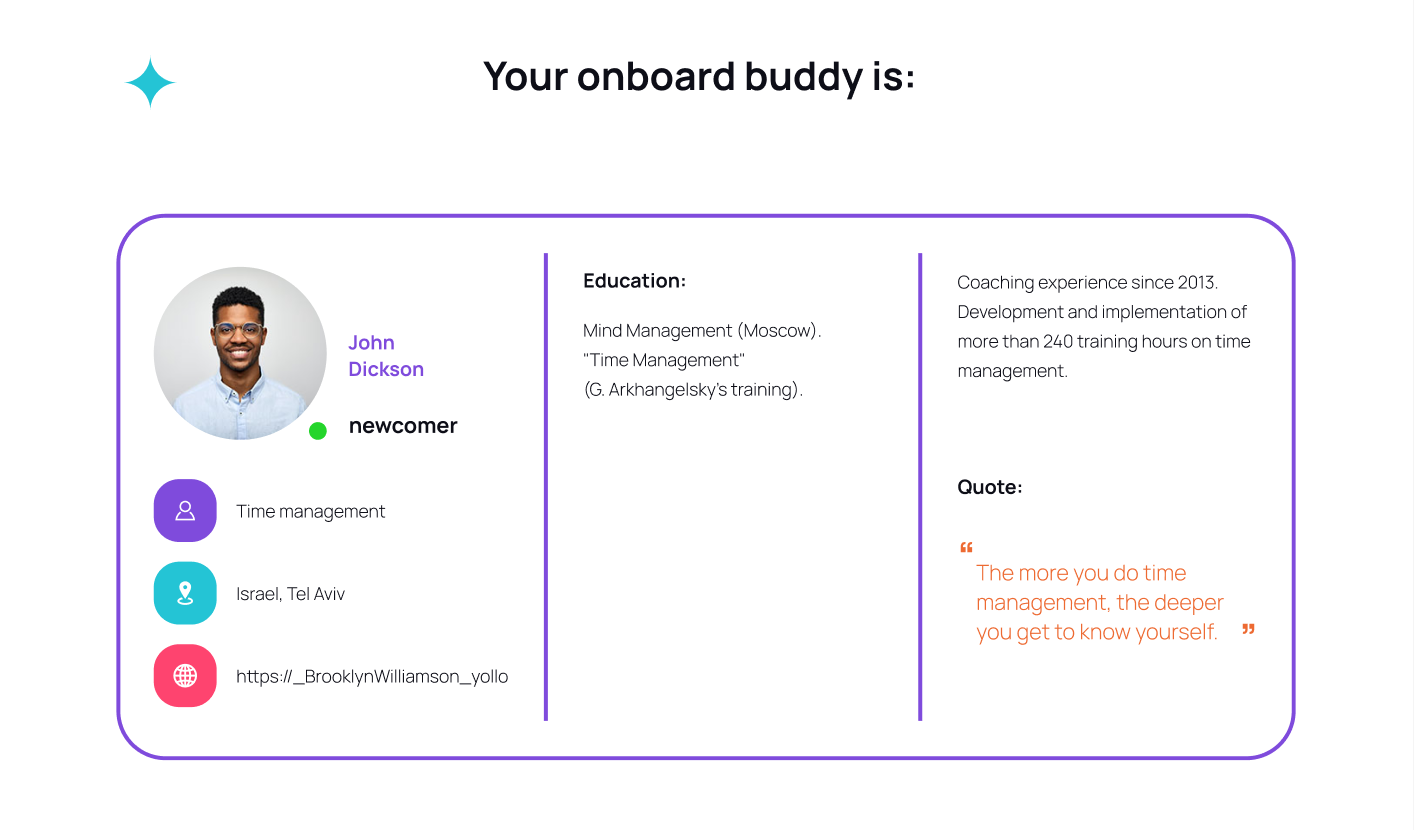 Your onboard buddy is:
John
Dickson
newcomer
Time management
Israel, Tel Aviv
https://_BrooklynWilliamson_yollo
Education:
Mind Management (Moscow).
"Time Management"
(G. Arkhangelsky's training).
Coaching experience since 2013.
Development and implementation of
more than 240 training hours on time
management.
Quote:
“
The more you do time
management, the deeper
you get to know yourself. ”